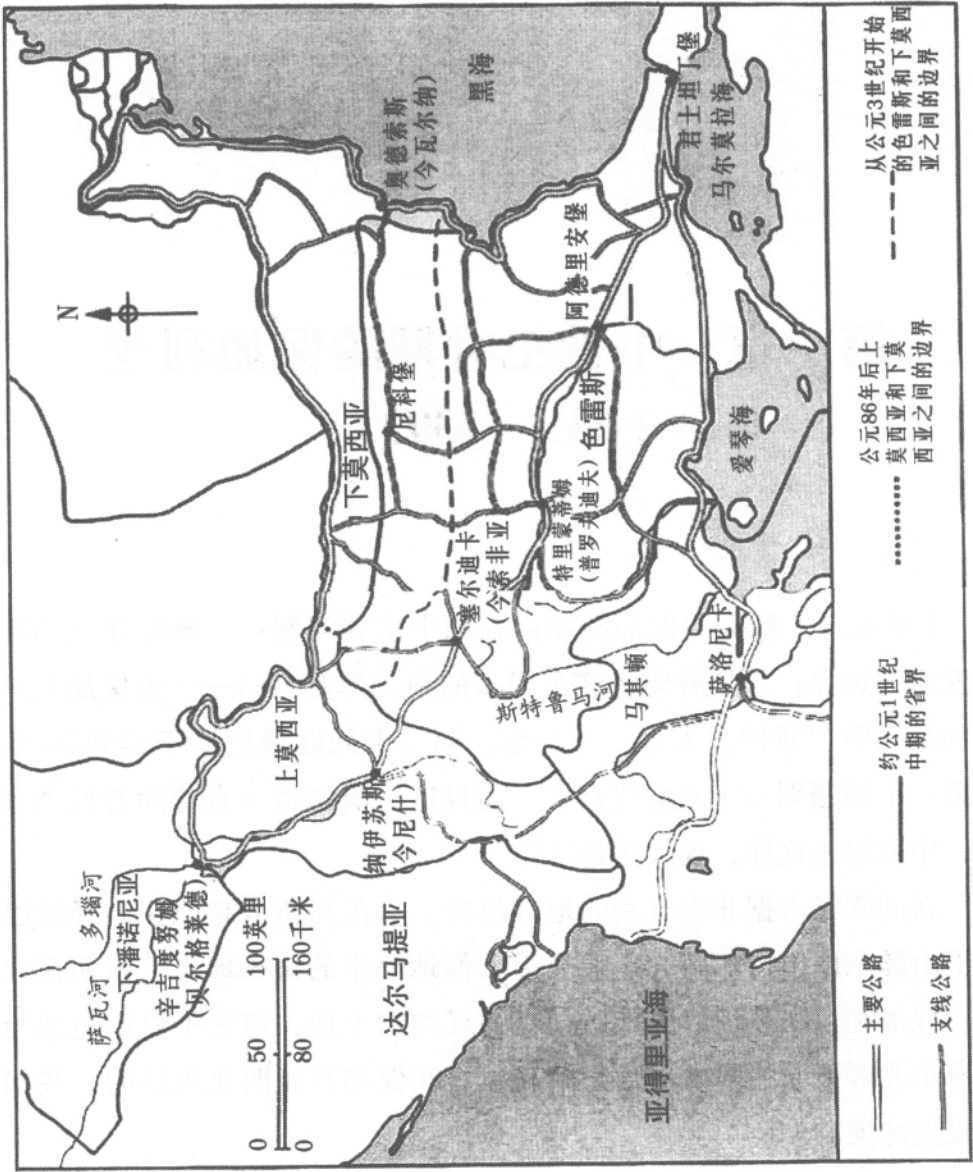 N
黑海
奥德索斯
(今瓦尔纳)
君士坦丁堡
马尔莫拉海
阿德里安堡
尼科堡
下莫西亚
色雷斯
爱琴海
特里蒙蒂姆
(普罗夫迪夫)
塞尔迪卡
(今索非亚)
斯特鲁马河
马其顿
萨洛尼卡
上莫西亚
纳伊苏斯
(今尼什)
多瑙河
萨瓦河
下潘诺尼亚
辛吉度努姆
(贝尔格莱德)
达尔马提亚
亚得里亚海
0 50 100英里
0 80 160千米
主要公路
支线公路
约公元1世纪
中期的省界
公元86年后上
莫西亚和下莫
西亚之间的边界
从公元3世纪开始
的色雷斯和下莫西
亚之间的边界